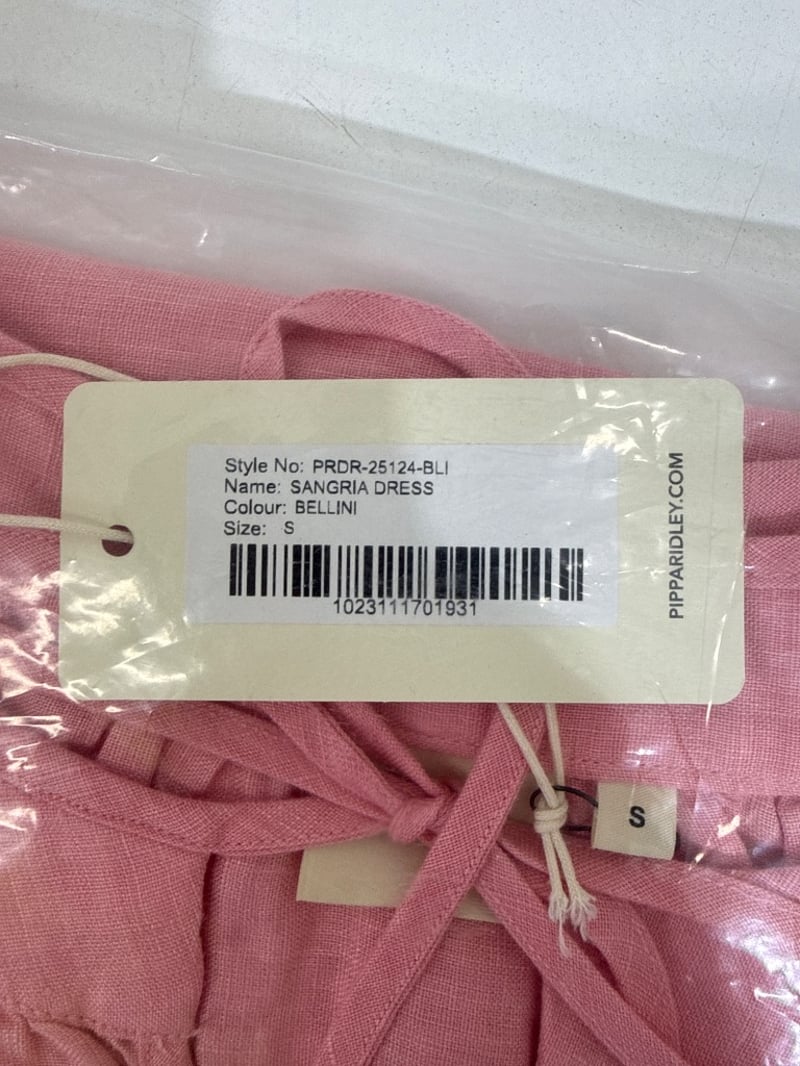 Style No: PRDR-25124-BLI
Name: SANGRIA DRESS
Colour: BELLINI
Size: S
1023111701931
PIPPARIDLEY.COM
S